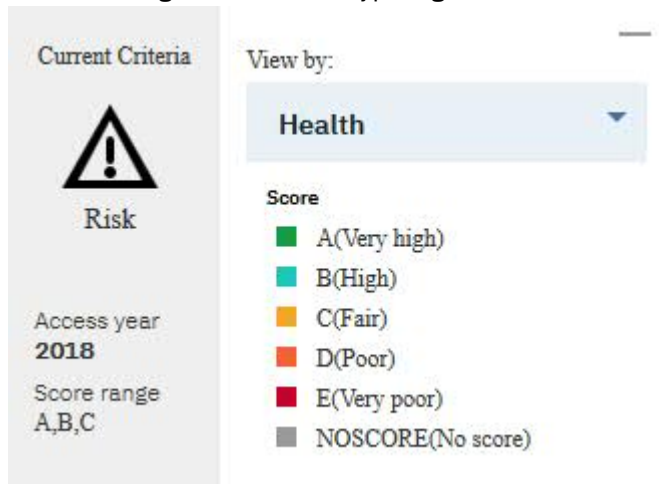 Current Criteria
Risk
Access year
2018
Score range
A,B,C
View by:
Health
Score
A(Very high)
B(High)
C(Fair)
D(Poor)
E(Very poor)
NOSCORE(No score)